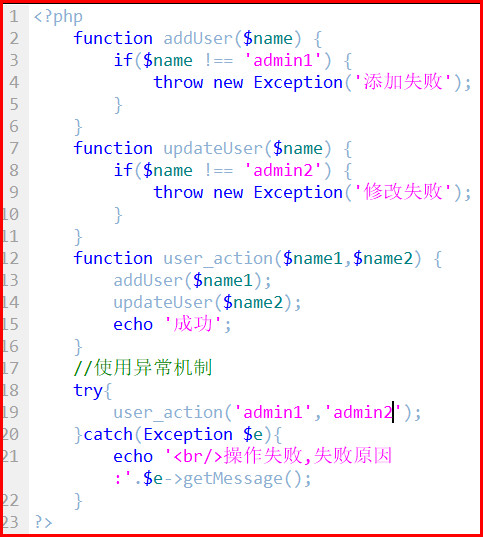 1 <?php
2 function addUser($name) {
3 if($name !== 'admin1') {
4 throw new Exception('添加失败');
5 }
6 }
7 function updateUser($name) {
8 if($name !== 'admin2') {
9 throw new Exception('修改失败');
10 }
11 }
12 function user_action($name1,$name2) {
13 addUser($name1);
14 updateUser($name2);
15 echo '成功';
16 }
17 //使用异常机制
18 try{
19 user_action('admin1','admin2');
20 }catch(Exception $e){
21 echo '<br/>操作失败,失败原因
:'.$e->getMessage();
22 }
23 ?>